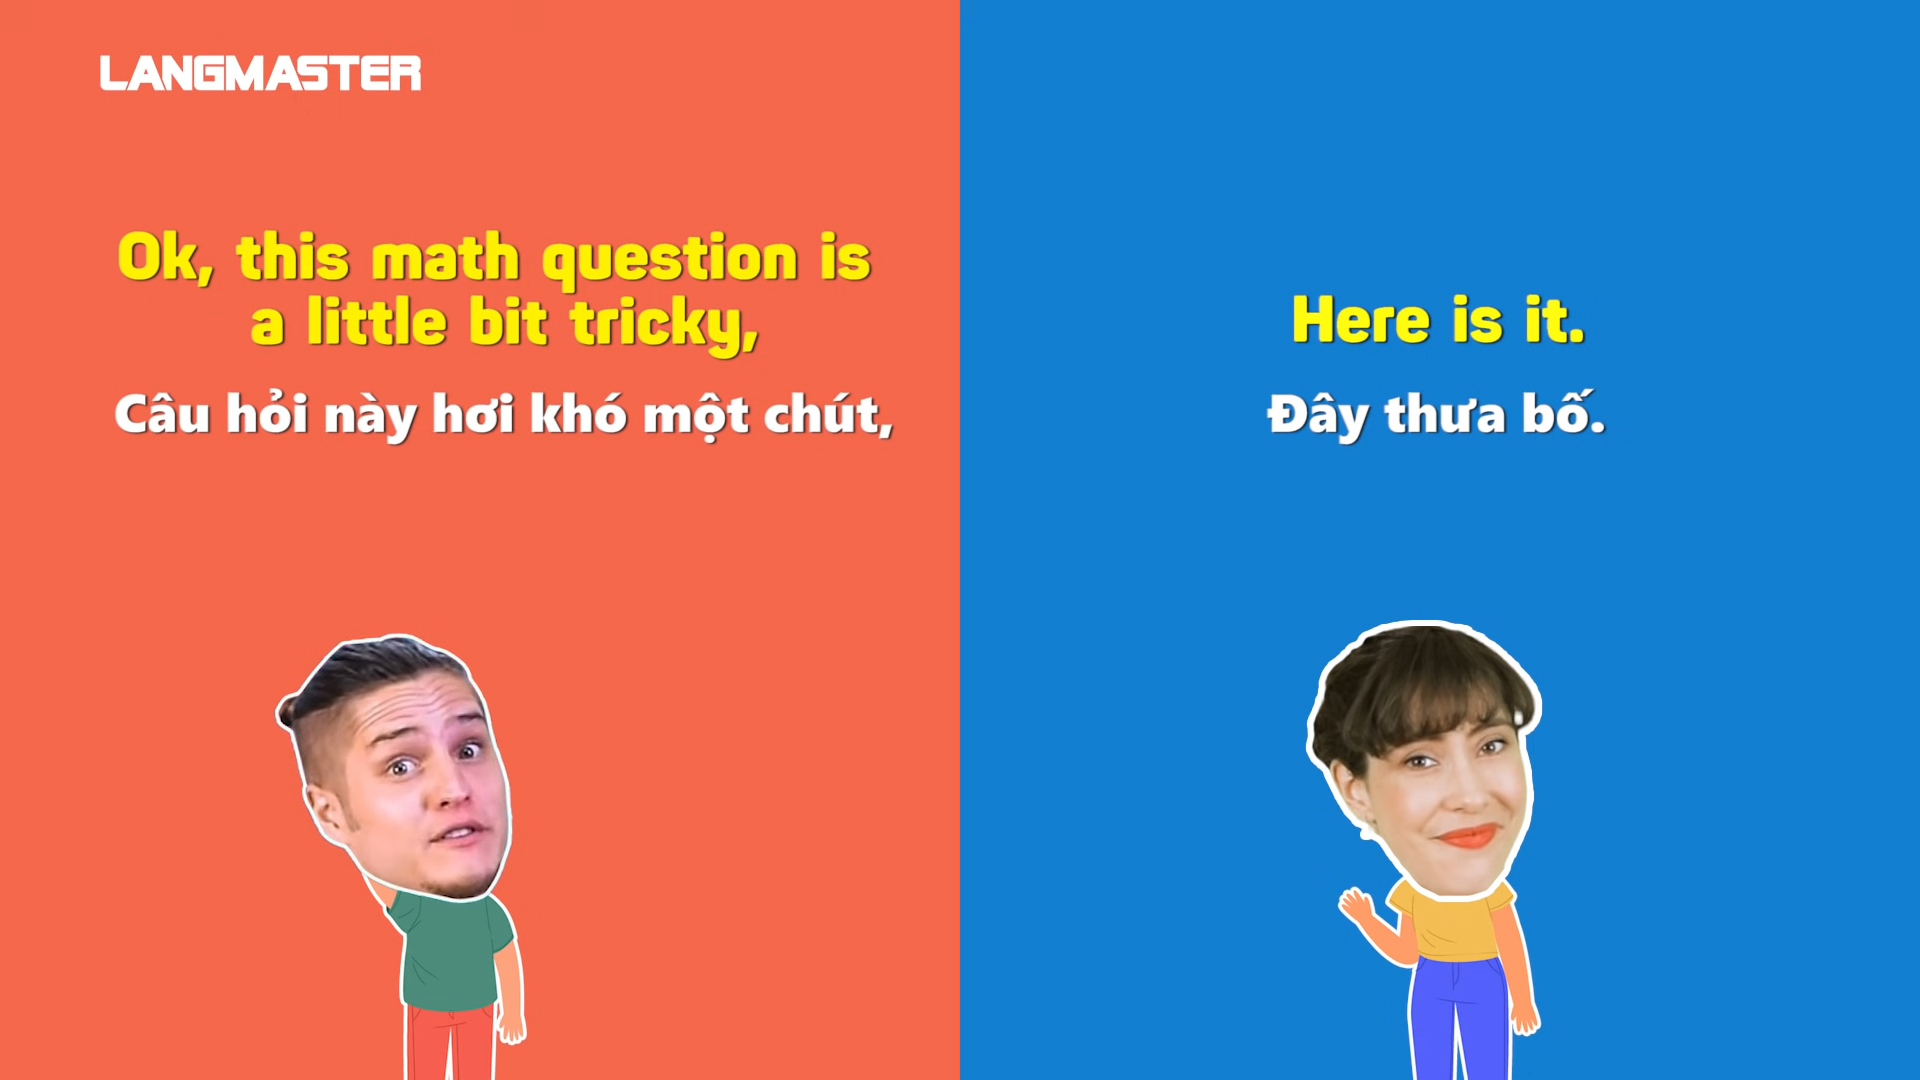 LANGMASTER
Ok, this math question is
a little bit tricky,
Câu hỏi này hơi khó một chút,
Here is it.
Đây thưa bố.